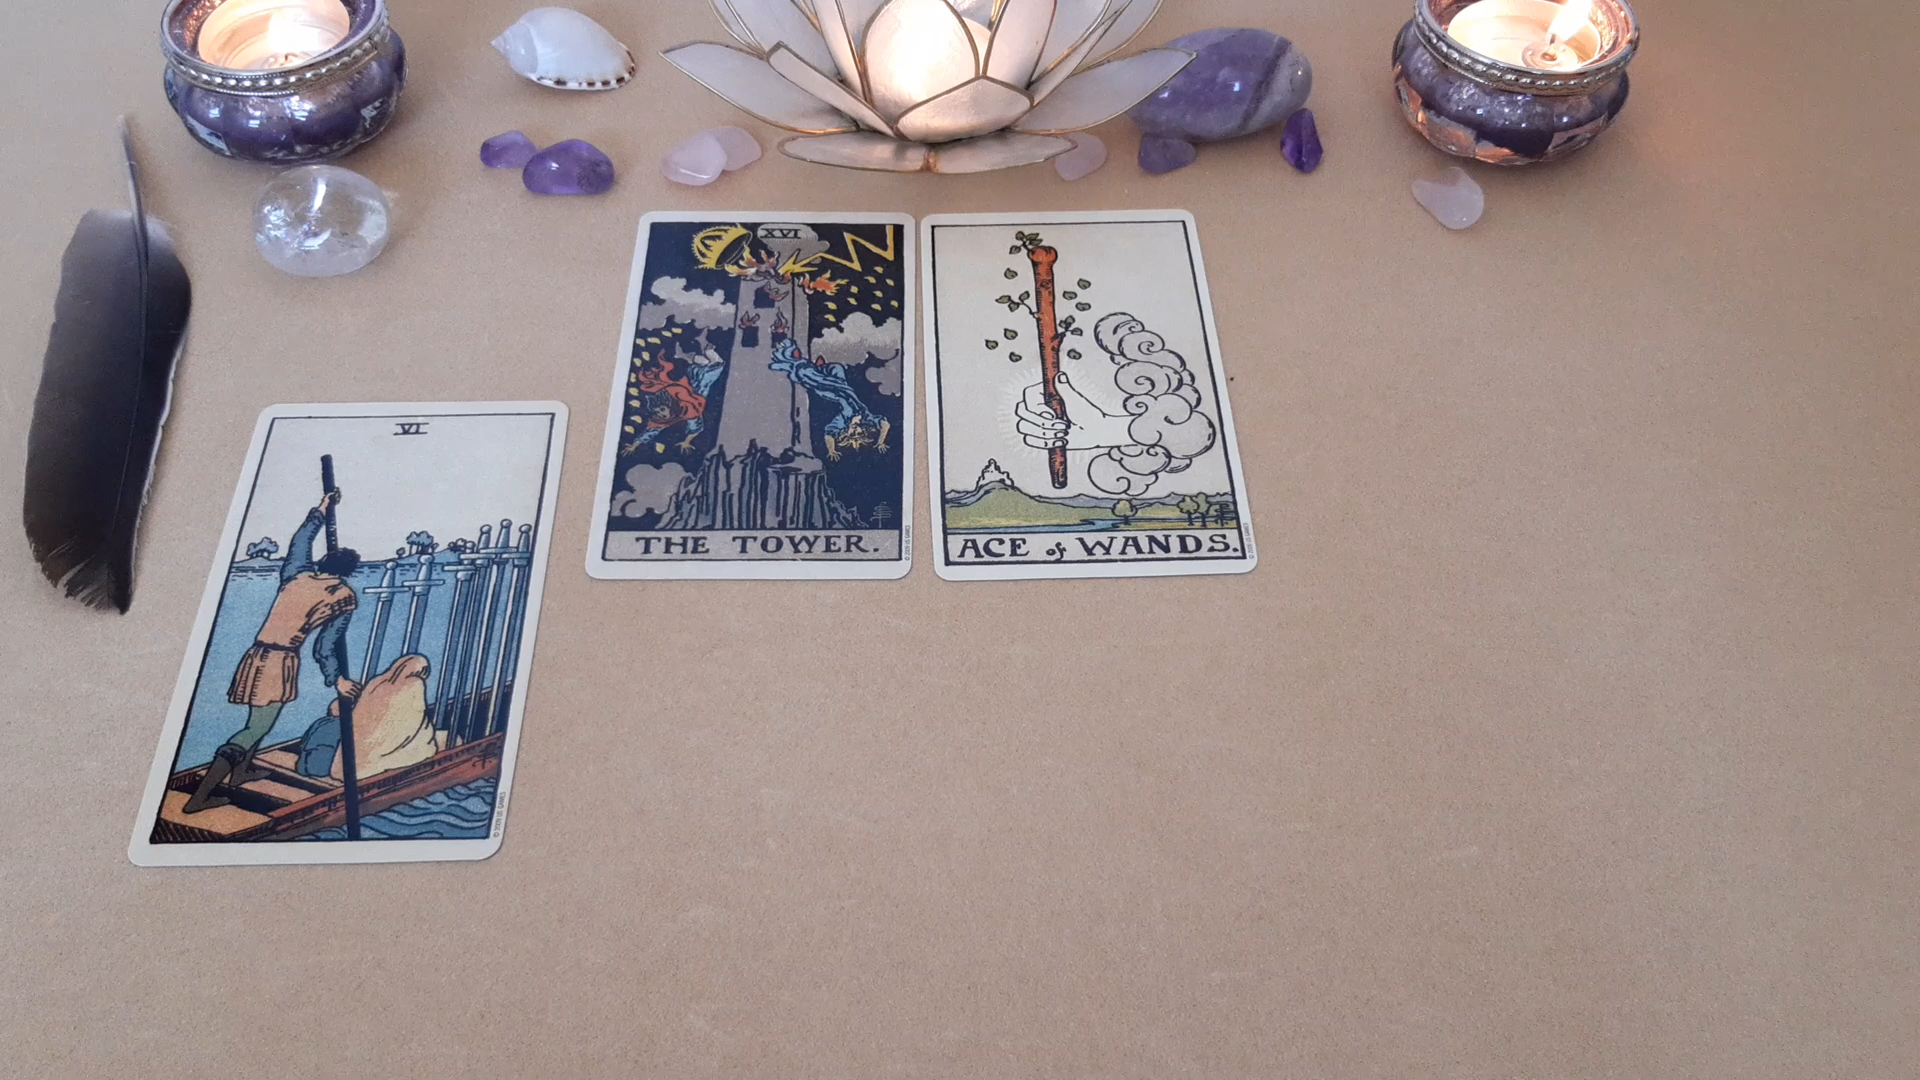 XVI
THE TOWER.
ACE of WANDS.
VI